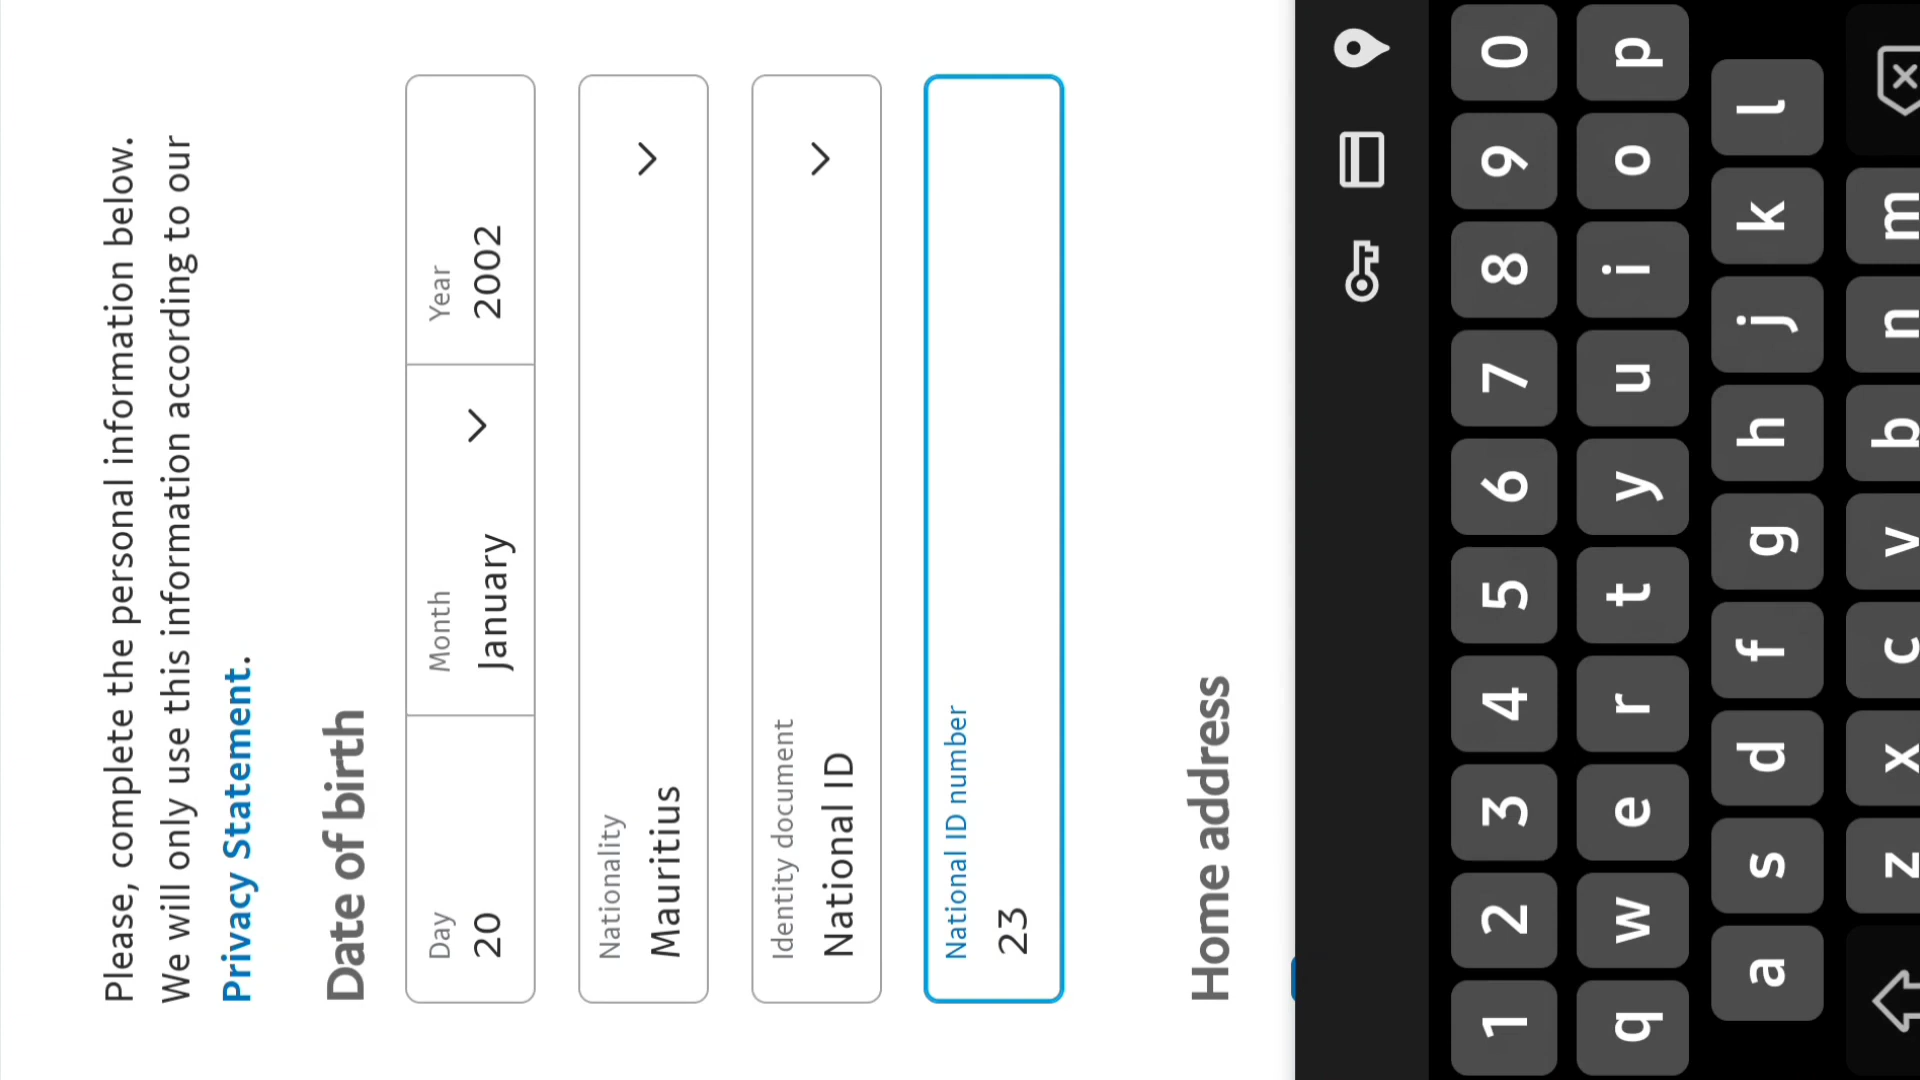 Please, complete the personal information below.
We will only use this information according to our
Privacy Statement.
Date of birth
Day
20
Month
January
Year
2002
Nationality
Mauritius
Identity document
National ID
National ID number
23
Home address
1 2 3 4 5 6 7 8 9 0
q w e r t y u i o p
a s d f g h j k l
z x c v b n m